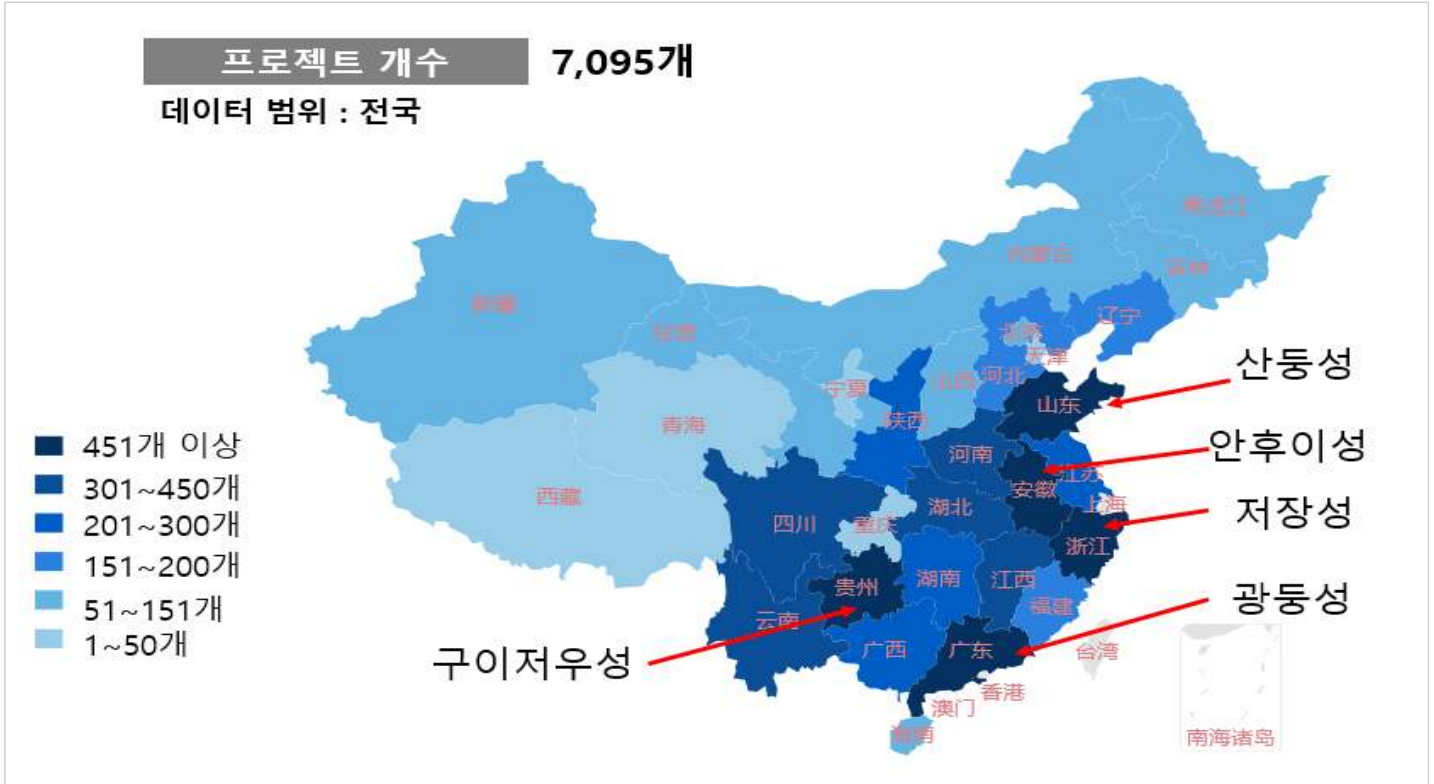 프로젝트 개수
7,095개
데이터 범위 : 전국
黑龙江
内蒙古
吉林
新疆
辽宁
北京
甘肃
天津
산둥성
宁夏
山西
河北
山东
青海
陕西
451개 이상
河南
江苏
안후이성
301~450개
安徽
西藏
湖北
上海
저장성
201~300개
四川
重庆
浙江
151~200개
贵州
湖南
江西
51~151개
云南
福建
광둥성
1~50개
구이저우성
广西
广东
台湾
香港
澳门
海南
南海诸岛